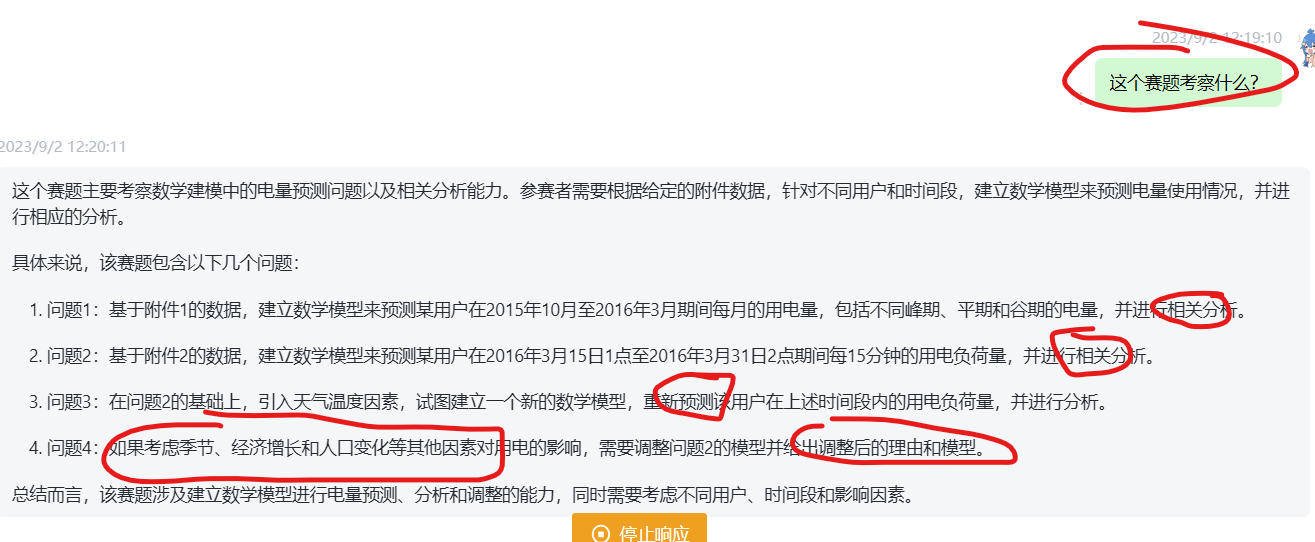 2023/9/2 12:19:10
这个赛题考察什么?
2023/9/2 12:20:11
这个赛题主要考察数学建模中的电量预测问题以及相关分析能力。参赛者需要根据给定的附件数据，针对不同用户和时间段，建立数学模型来预测电量使用情况，并进
行相应的分析。
具体来说，该赛题包含以下几个问题：
1. 问题1：基于附件1的数据，建立数学模型来预测某用户在2015年10月至2016年3月期间每月的用电量，包括不同峰期、平期和谷期的电量，并进行相关分析。
2. 问题2：基于附件2的数据，建立数学模型来预测某用户在2016年3月15日1点至2016年3月31日2点期间每15分钟的用电负荷量，并进行相关分析。
3. 问题3：在问题2的基础上，引入天气温度因素，试图建立一个新的数学模型，重新预测该用户在上述时间段内的用电负荷量，并进行分析。
4. 问题4：如果考虑季节、经济增长和人口变化等其他因素对用电的影响，需要调整问题2的模型并给出调整后的理由和模型。
总结而言，该赛题涉及建立数学模型进行电量预测、分析和调整的能力，同时需要考虑不同用户、时间段和影响因素。
停止响应